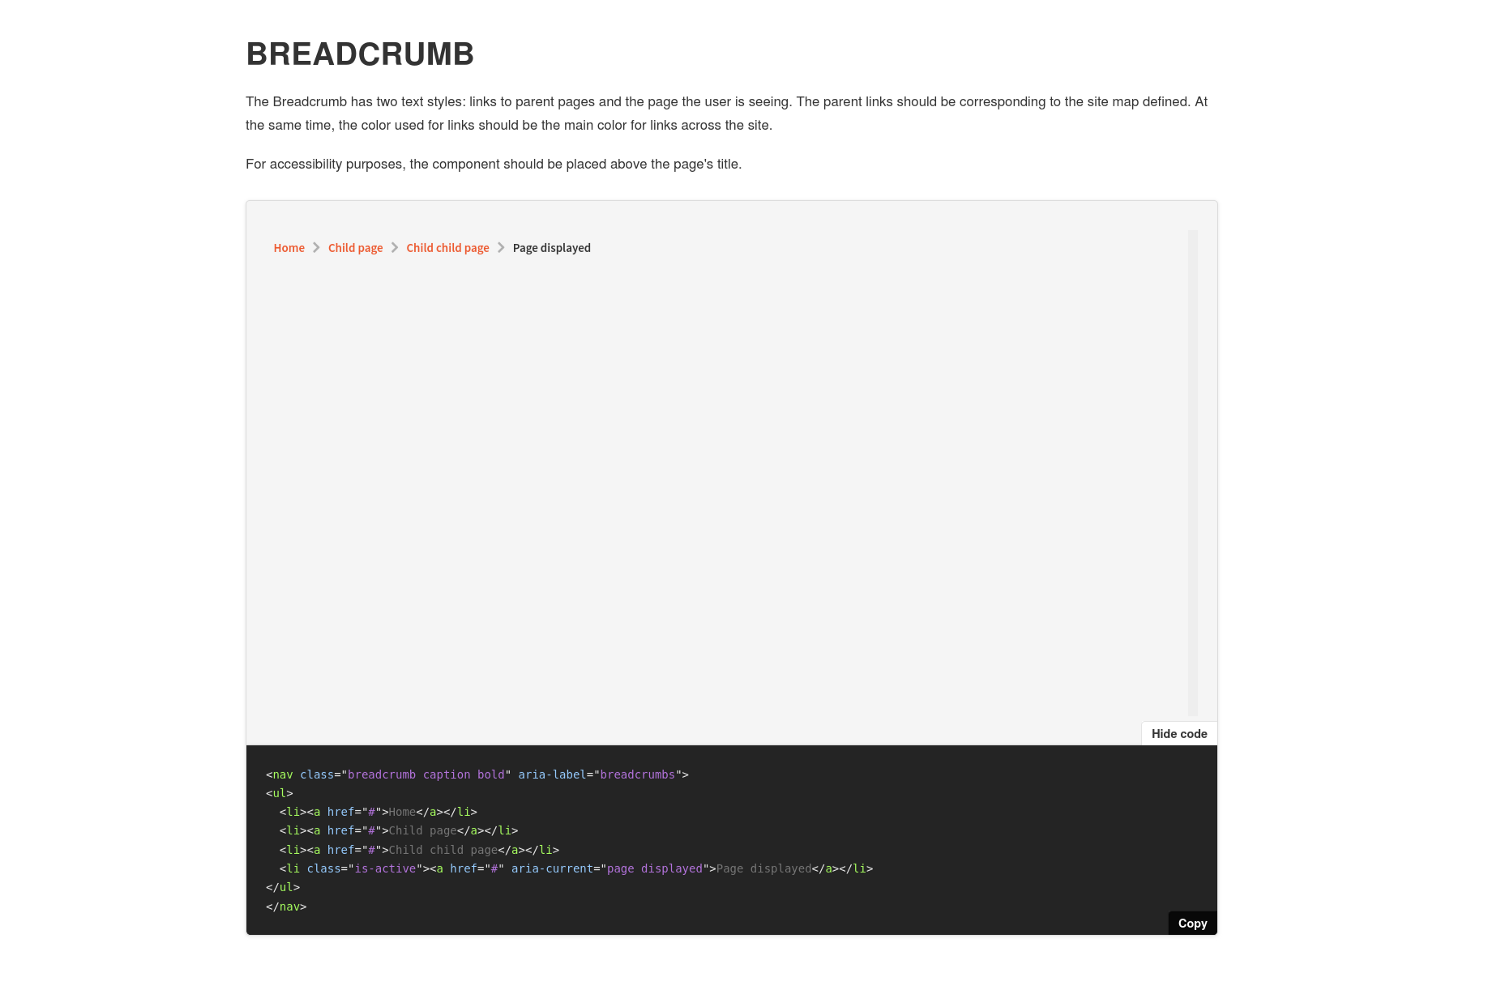 BREADCRUMB
The Breadcrumb has two text styles: links to parent pages and the page the user is seeing. The parent links should be corresponding to the site map defined. At
the same time, the color used for links should be the main color for links across the site.
For accessibility purposes, the component should be placed above the page's title.
Home > Child page > Child child page > Page displayed
Hide code
<nav class="breadcrumb caption bold" aria-label="breadcrumbs">
<ul>
  <li><a href="#">Home</a></li>
  <li><a href="#">Child page</a></li>
  <li><a href="#">Child child page</a></li>
  <li class="is-active"><a href="#" aria-current="page displayed">Page displayed</a></li>
</ul>
</nav>
Copy